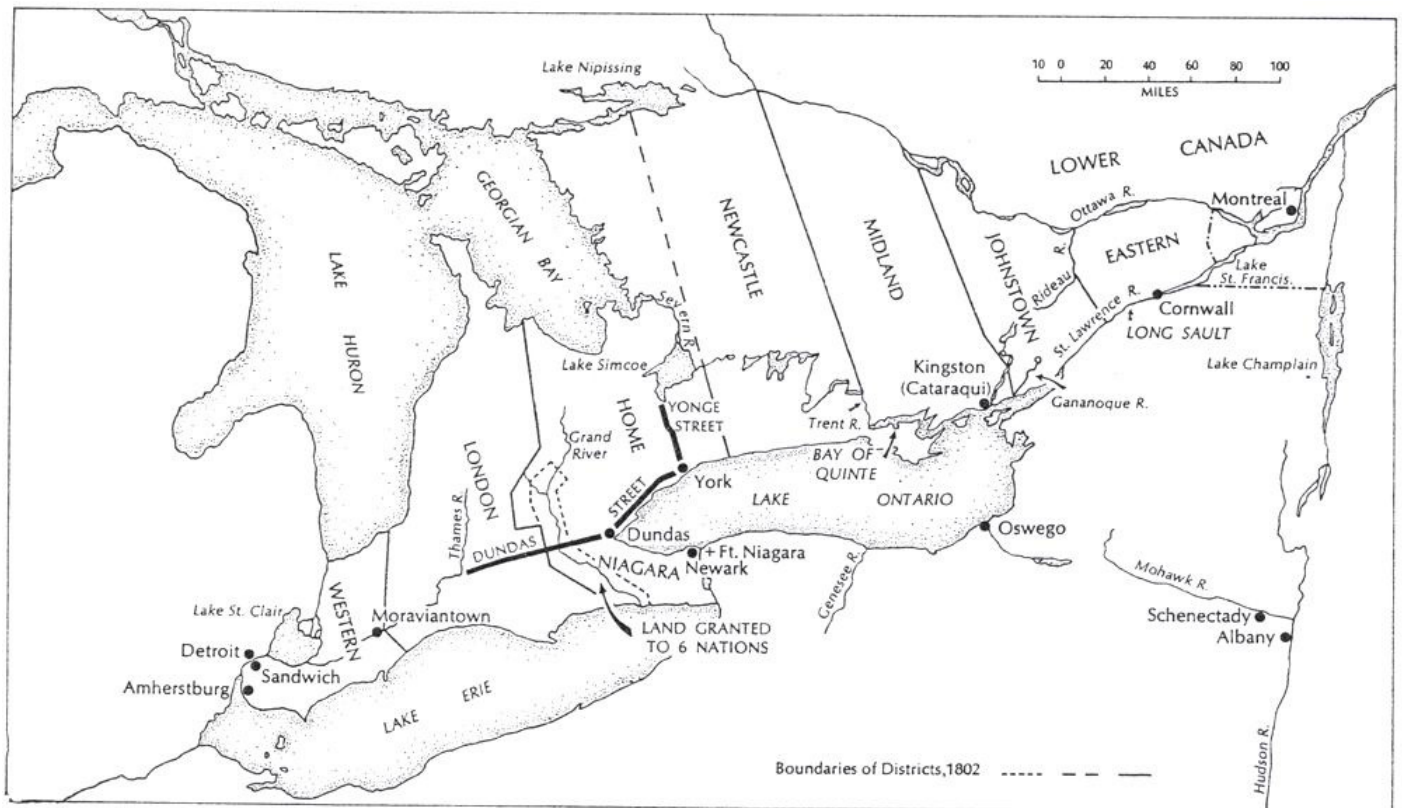 Lake Nipissing
10 0 20 40 60 80 100
MILES
LOWER CANADA
GEORGIAN
BAY
NEWCASTLE
MIDLAND
JOHNSTOWN
Ottawa R.
Montreal
EASTERN
Rideau R.
Lake
St. Francis.
LAKE
HURON
Severn R.
St. Lawrence R.
Cornwall
LONG SAULT
Lake Simcoe
Kingston
(Cataraqui)
Lake Champlain
Gananoque R.
YONGE
STREET
HOME
Trent R.
Grand
River
BAY OF
QUINTE
LONDON
York
LAKE ONTARIO
STREET
Thames R.
DUNDAS
Dundas
Oswego
+ Ft. Niagara
NIAGARA
Newark
Genesee R.
Mohawk R.
Lake St. Clair
WESTERN
Moraviantown
Schenectady
Albany
LAND GRANTED
TO 6 NATIONS
Detroit
Sandwich
Amherstburg
LAKE ERIE
Hudson R.
Boundaries of Districts,1802